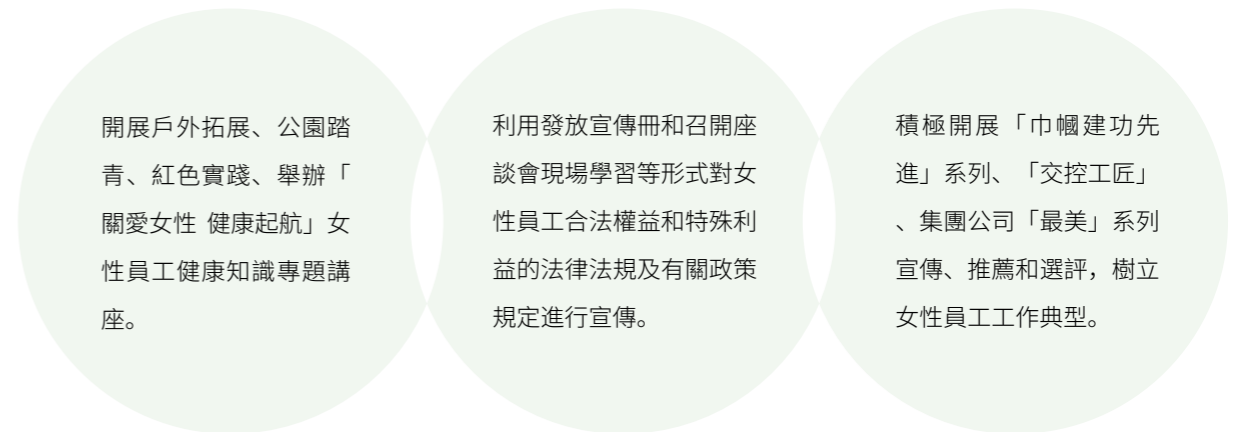 開展戶外拓展、公園踏
青、紅色實踐、舉辦「
關愛女性 健康起航」女
性員工健康知識專題講
座。
利用發放宣傳冊和召開座
談會現場學習等形式對女
性員工合法權益和特殊利
益的法律法規及有關政策
規定進行宣傳。
積極開展「巾幗建功先
進」系列、「交控工匠」
、集團公司「最美」系列
宣傳、推薦和選評，樹立
女性員工工作典型。